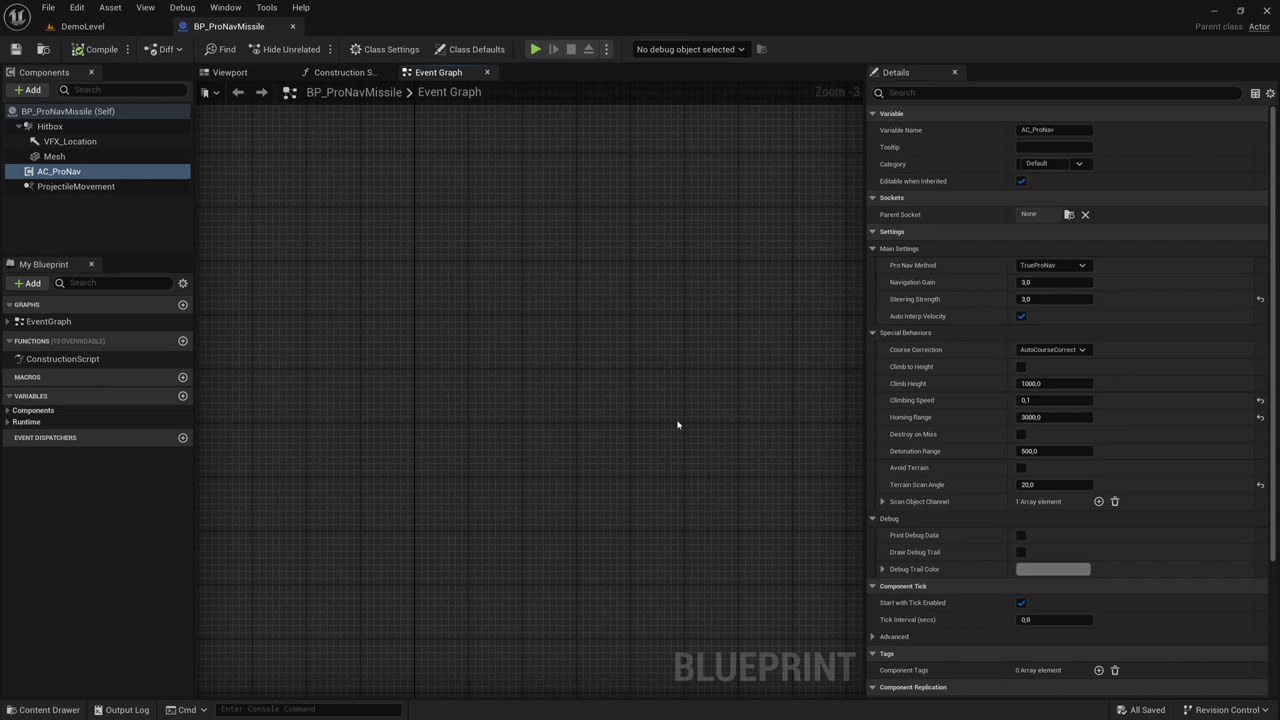 File Edit Asset View Debug Window Tools Help
DemoLevel
BP_ProNavMissile
Parent class: Actor
Compile
Diff
Find
Hide Unrelated
Class Settings
Class Defaults
No debug object selected
Components
Add
Search
BP_ProNavMissile (Self)
Hitbox
VFX_Location
Mesh
AC_ProNav
ProjectileMovement
My Blueprint
Add
Search
GRAPHS
EventGraph
FUNCTIONS (19 OVERRIDABLE)
ConstructionScript
MACROS
VARIABLES
Components
Runtime
EVENT DISPATCHERS
Viewport
Construction S...
Event Graph
BP_ProNavMissile > Event Graph
Zoom -3
BLUEPRINT
Details
Search
Variable
Variable Name AC_ProNav
Tooltip
Category Default
Editable when Inherited
Sockets
Parent Socket None
Settings
Main Settings
Pro Nav Method TrueProNav
Navigation Gain 3,0
Steering Strength 3,0
Auto Interp Velocity
Special Behaviors
Course Correction AutoCourseCorrect
Climb to Height
Climb Height 1000,0
Climbing Speed 0,1
Homing Range 3000,0
Destroy on Miss
Detonation Range 500,0
Avoid Terrain
Terrain Scan Angle 20,0
Scan Object Channel 1 Array element
Debug
Print Debug Data
Draw Debug Trail
Debug Trail Color
Component Tick
Start with Tick Enabled
Tick Interval (secs) 0,0
Advanced
Tags
Component Tags 0 Array element
Component Replication
Content Drawer
Output Log
Cmd
Enter Console Command
All Saved
Revision Control